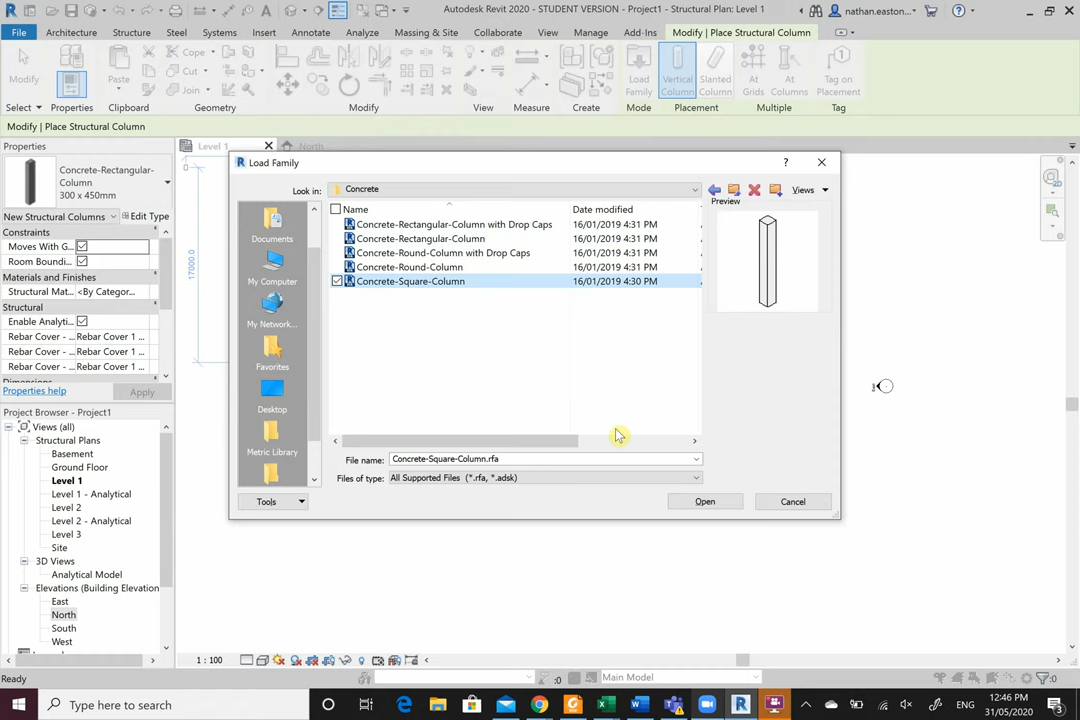 Autodesk Revit 2020 - STUDENT VERSION - Project1 - Structural Plan: Level 1
nathan.easton...
File Architecture Structure Steel Systems Insert Annotate Analyze Massing & Site Collaborate View Manage Add-Ins Modify | Place Structural Column
Modify Paste Cope Cut Join Load Family Vertical Column Slanted Column At Grids At Columns Tag on Placement
Select Properties Clipboard Geometry Modify View Measure Create Mode Placement Multiple Tag
Modify | Place Structural Column
Properties
Level 1
North
Concrete-Rectangular-Column
300 x 450mm
New Structural Columns
Edit Type
Constraints
Moves With G...
Room Boundi...
Materials and Finishes
Structural Mat... <By Categor...
Structural
Enable Analyti...
Rebar Cover - ... Rebar Cover 1 ...
Rebar Cover - ... Rebar Cover 1 ...
Rebar Cover - ... Rebar Cover 1 ...
Properties help
Apply
17000.0
Project Browser - Project1
Views (all)
Structural Plans
Basement
Ground Floor
Level 1
Level 1 - Analytical
Level 2
Level 2 - Analytical
Level 3
Site
3D Views
Analytical Model
Elevations (Building Elevation
East
North
South
West
Load Family
Look in: Concrete
Views
Name
Date modified
Preview
Concrete-Rectangular-Column with Drop Caps 16/01/2019 4:31 PM
Concrete-Rectangular-Column 16/01/2019 4:31 PM
Concrete-Round-Column with Drop Caps 16/01/2019 4:31 PM
Concrete-Round-Column 16/01/2019 4:31 PM
Concrete-Square-Column 16/01/2019 4:30 PM
Documents
My Computer
My Network...
Favorites
Desktop
Metric Library
File name: Concrete-Square-Column.rfa
Files of type: All Supported Files (*.rfa, *.adsk)
Tools
Open
Cancel
1 : 100
Ready
:0
Main Model
:0
Type here to search
ENG
12:46 PM
31/05/2020
3